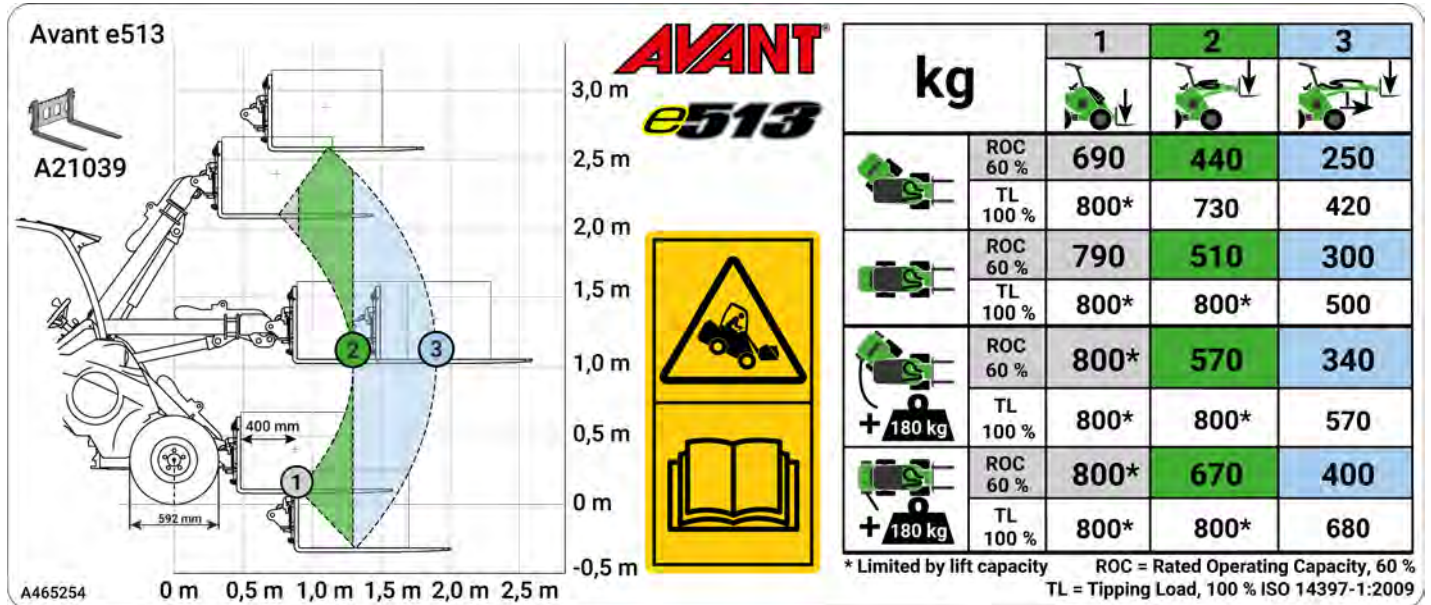 Avant e513
A21039
400 mm
592 mm
1
2
3
3,0 m
2,5 m
2,0 m
1,5 m
1,0 m
0,5 m
0 m
-0,5 m
0 m 0,5 m 1,0 m 1,5 m 2,0 m 2,5 m
A465254
AVANT
e513
kg
1 2 3
ROC 60 % 690 440 250
TL 100 % 800* 730 420
ROC 60 % 790 510 300
TL 100 % 800* 800* 500
ROC 60 % 800* 570 340
+ 180 kg
TL 100 % 800* 800* 570
ROC 60 % 800* 670 400
+ 180 kg
TL 100 % 800* 800* 680
* Limited by lift capacity ROC = Rated Operating Capacity, 60 %
TL = Tipping Load, 100 % ISO 14397-1:2009